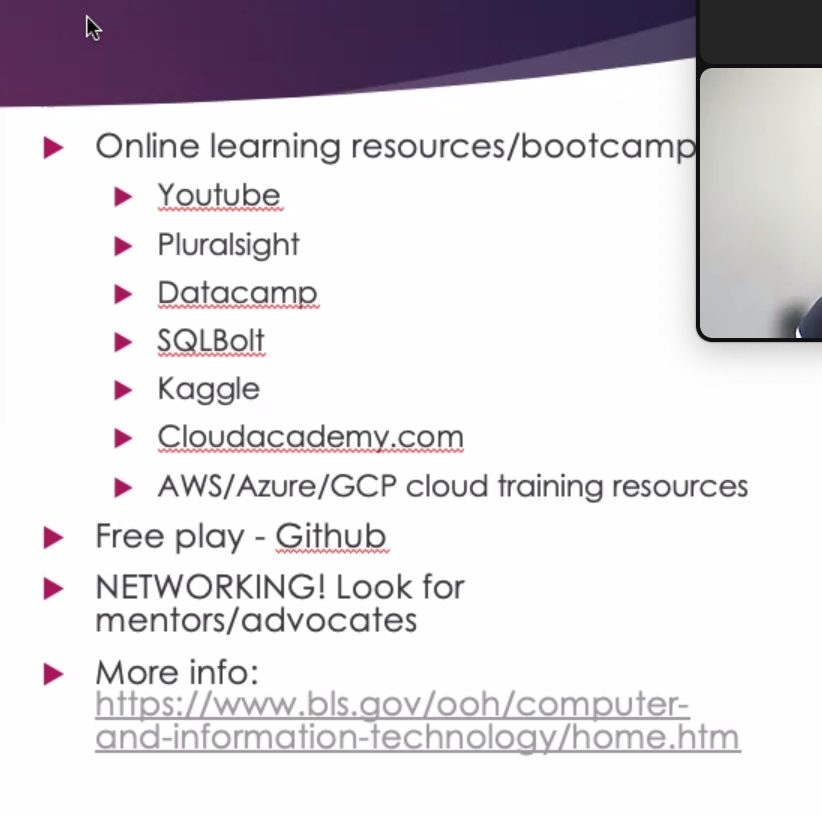 Online learning resources/bootcamp
Youtube
Pluralsight
Datacamp
SQLBolt
Kaggle
Cloudacademy.com
AWS/Azure/GCP cloud training resources
Free play - Github
NETWORKING! Look for
mentors/advocates
More info:
https://www.bls.gov/ooh/computer-
and-information-technology/home.htm